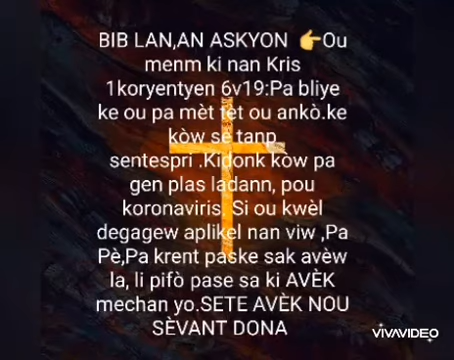 BIB LAN,AN ASKYON 👉Ou
menm ki nan Kris
1koryentyen 6v19:Pa bliye
ke ou pa mèt tèt ou ankò.ke
kòw se tanp
sentespri .Kidonk kòw pa
gen plas ladann, pou
koronaviris. Si ou kwèl
degagew aplikel nan viw ,Pa
Pè,Pa krent paske sak avèw
la, li pifò pase sa ki AVÈK
mechan yo.SETE AVÈK NOU
SÈVANT DONA
VIVAVIDEO